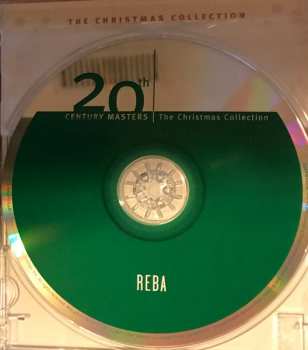 THE CHRISTMAS COLLECTION
20th
CENTURY MASTERS | The Christmas Collection
REBA